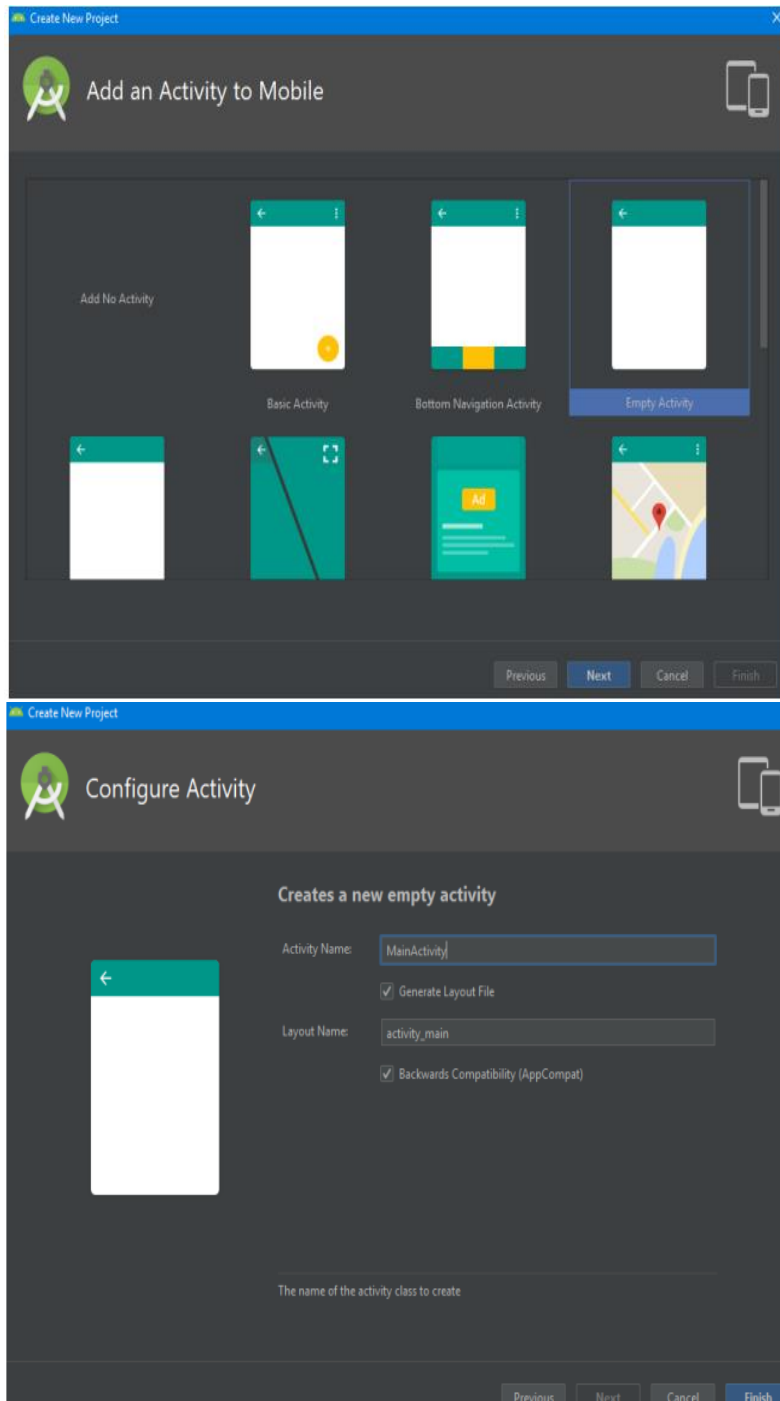 Create New Project
Add an Activity to Mobile
Add No Activity
Basic Activity
Bottom Navigation Activity
Empty Activity
Ad
Previous
Next
Cancel
Finish
Create New Project
Configure Activity
Creates a new empty activity
Activity Name:
MainActivity
Generate Layout File
Layout Name:
activity_main
Backwards Compatibility (AppCompat)
The name of the activity class to create
Previous
Next
Cancel
Finish